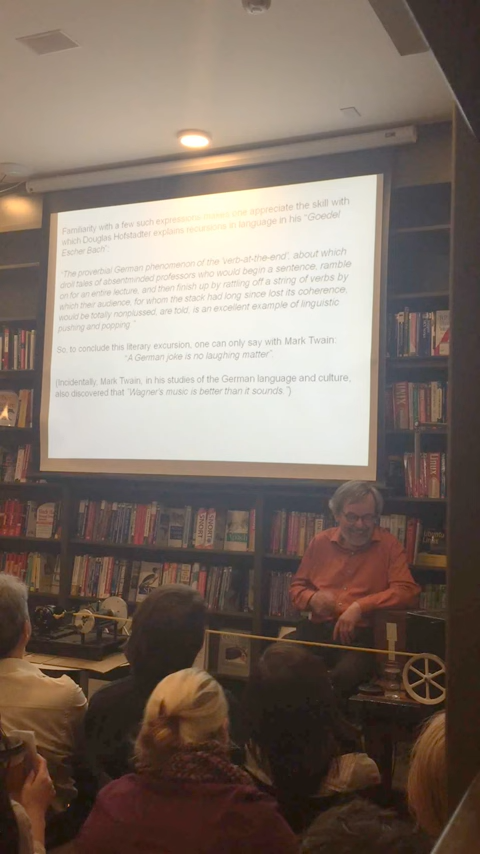 Familiarity with a few such expressions makes one appreciate the skill with
which Douglas Hofstadter explains recursions in language in his "Goedel
Escher Bach":
"The proverbial German phenomenon of the 'verb-at-the-end', about which
droll tales of absentminded professors who would begin a sentence, ramble
on for an entire lecture, and then finish up by rattling off a string of verbs by
which their audience, for whom the stack had long since lost its coherence,
would be totally nonplussed, are told, is an excellent example of linguistic
pushing and popping."
So, to conclude this literary excursion, one can only say with Mark Twain:
"A German joke is no laughing matter"
(Incidentally, Mark Twain, in his studies of the German language and culture,
also discovered that "Wagner's music is better than it sounds.")